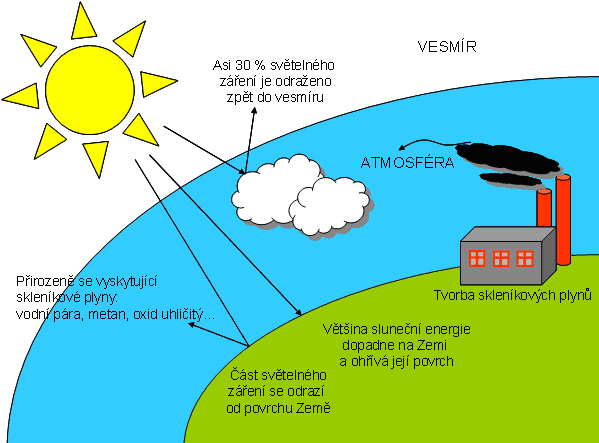 VESMÍR
Asi 30 % světelného
záření je odraženo
zpět do vesmíru
ATMOSFÉRA
Přirozeně se vyskytující
skleníkové plyny:
vodní pára, metan, oxid uhličitý...
Tvorba skleníkových plynů
Většina sluneční energie
dopadne na Zemi
a ohřívá její povrch
Část světelného
záření se odrazí
od povrchu Země